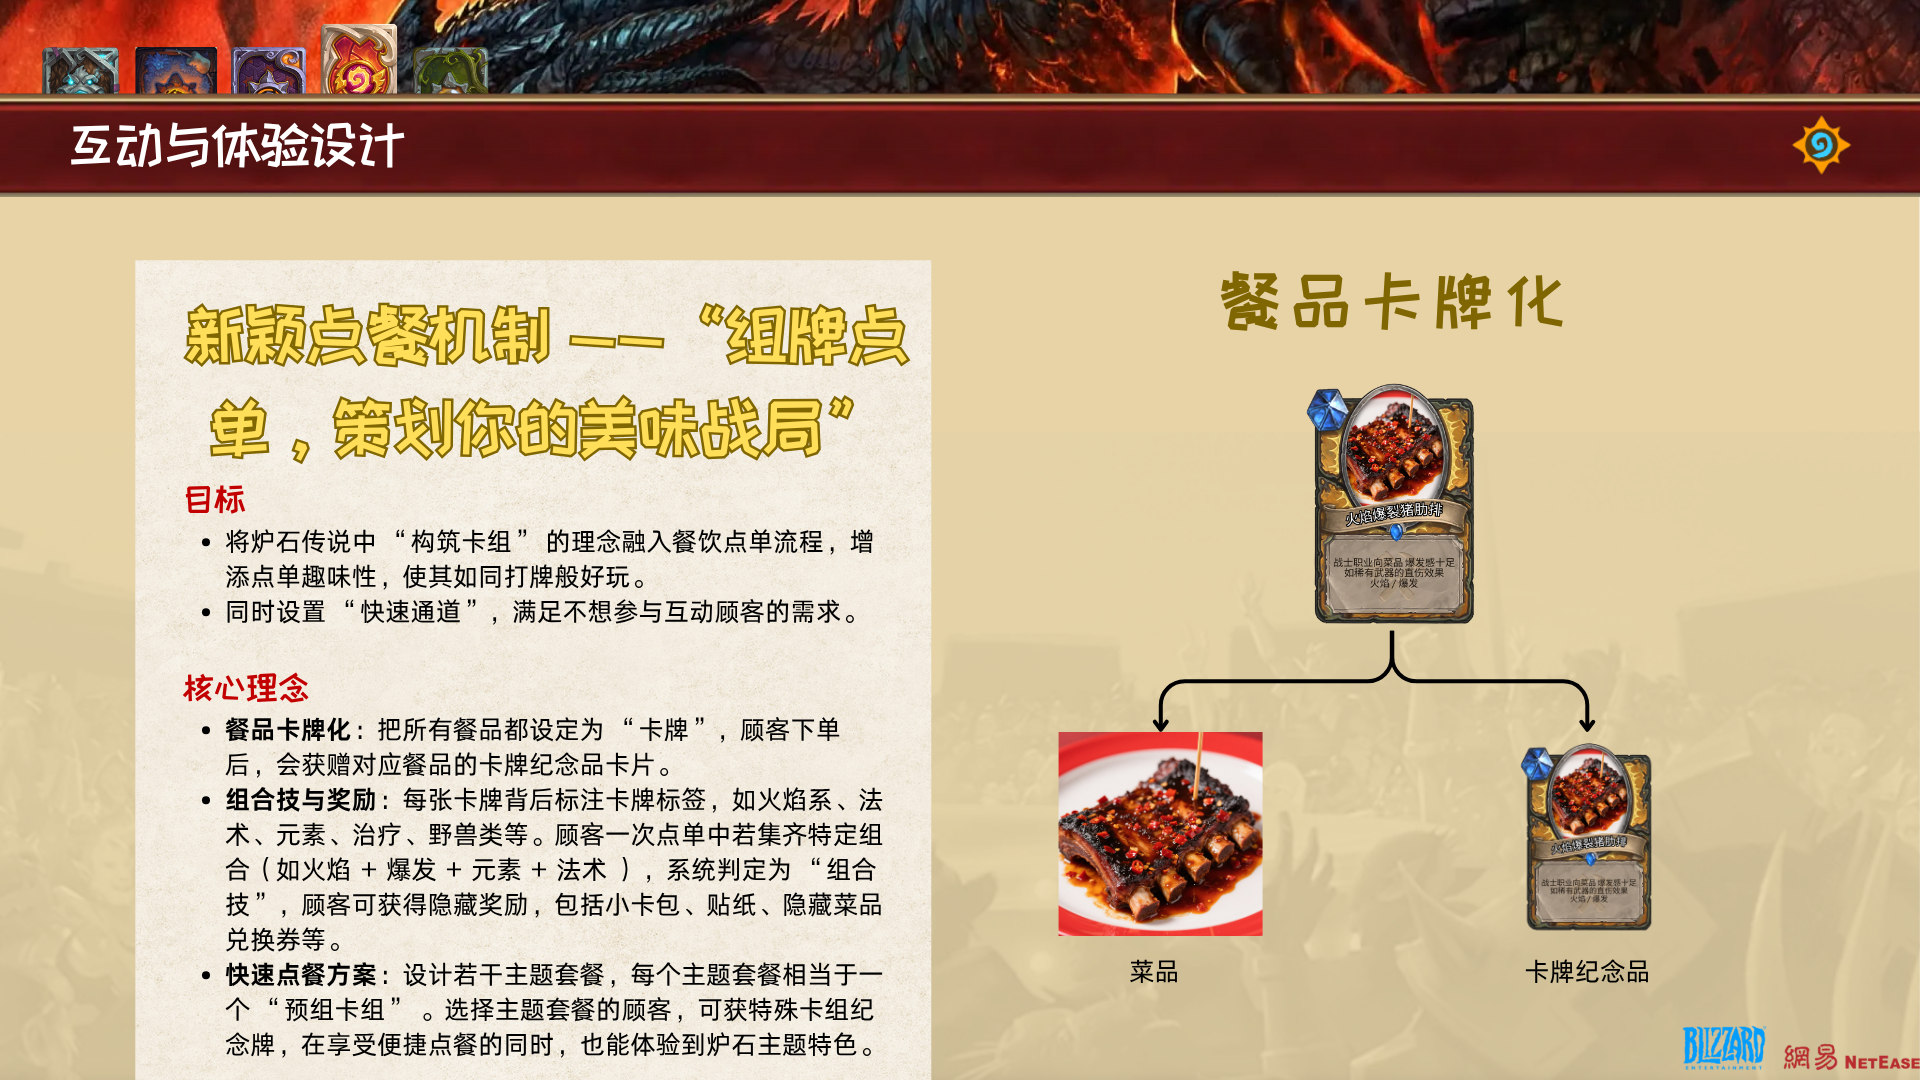 互动与体验设计
新颖点餐机制 —— “组牌点
单，策划你的美味战局”
目标
将炉石传说中 “构筑卡组” 的理念融入餐饮点单流程，增
添点单趣味性，使其如同打牌般好玩。
同时设置 “快速通道”，满足不想参与互动顾客的需求。
核心理念
餐品卡牌化：把所有餐品都设定为 “卡牌”，顾客下单
后，会获赠对应餐品的卡牌纪念品卡片。
组合技与奖励：每张卡牌背后标注卡牌标签，如火焰系、法
术、元素、治疗、野兽类等。顾客一次点单中若集齐特定组
合（如火焰 + 爆发 + 元素 + 法术 ），系统判定为 “组合
技”，顾客可获得隐藏奖励，包括小卡包、贴纸、隐藏菜品
兑换券等。
快速点餐方案：设计若干主题套餐，每个主题套餐相当于一
个 “预组卡组” 。选择主题套餐的顾客，可获特殊卡组纪
念牌，在享受便捷点餐的同时，也能体验到炉石主题特色。
餐品卡牌化
火焰爆裂猪肋排
战士职业向菜品 爆发感十足
如稀有武器的直伤效果
火焰 / 爆发
火焰爆裂猪肋排
战士职业向菜品 爆发感十足
如稀有武器的直伤效果
火焰 / 爆发
菜品
卡牌纪念品
BLIZZARD
ENTERTAINMENT
網易 NETEASE